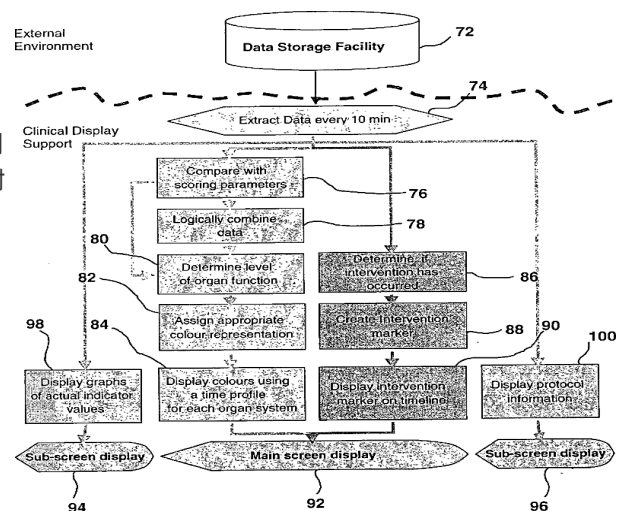 External
Environment
Data Storage Facility
72
74
Extract Data every 10 min
Clinical Display
Support
Compare with
scoring parameters
76
Logically combine
data
78
80
Determine level
of organ function
Determine if
intervention has
occurred
86
82
Assign appropriate
colour representation
Create Intervention
marker
88
90
84
98
100
Display graphs
of actual indicator
values
Display colours using
a time profile
for each organ system
Display intervention
marker on timeline
Display protocol
information
Sub-screen display
Main screen display
Sub-screen display
94
92
96